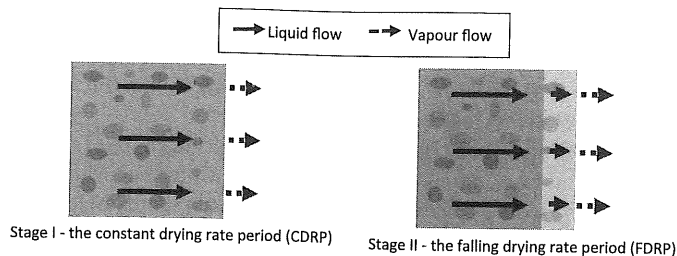 Liquid flow
Vapour flow
Stage I - the constant drying rate period (CDRP)
Stage II - the falling drying rate period (FDRP)